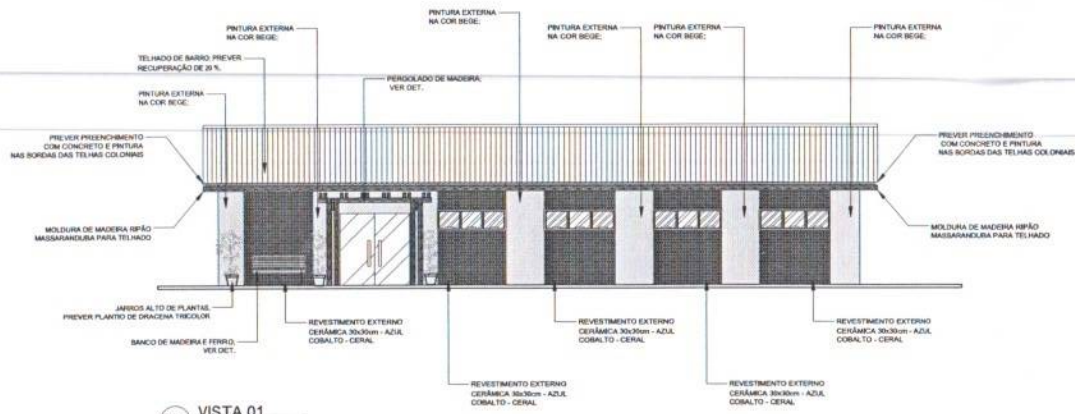 PINTURA EXTERNA
NA COR BEGE;
PINTURA EXTERNA
NA COR BEGE;
PINTURA EXTERNA
NA COR BEGE;
PINTURA EXTERNA
NA COR BEGE;
PINTURA EXTERNA
NA COR BEGE;
TELHADO DE BARRO; PREVER
RECUPERAÇÃO DE 20 %.
PERGOLADO DE MADEIRA;
VER DET.
PINTURA EXTERNA
NA COR BEGE;
PREVER PREENCHIMENTO
COM CONCRETO E PINTURA
NAS BORDAS DAS TELHAS COLONIAIS
PREVER PREENCHIMENTO
COM CONCRETO E PINTURA
NAS BORDAS DAS TELHAS COLONIAIS
MOLDURA DE MADEIRA RIPÃO
MASSARANDUBA PARA TELHADO
MOLDURA DE MADEIRA RIPÃO
MASSARANDUBA PARA TELHADO
JARROS ALTO DE PLANTAS,
PREVER PLANTIO DE DRACENA TRICOLOR
BANCO DE MADEIRA E FERRO,
VER DET.
REVESTIMENTO EXTERNO
CERÂMICA 30x30cm - AZUL
COBALTO - CERAL
REVESTIMENTO EXTERNO
CERÂMICA 30x30cm - AZUL
COBALTO - CERAL
REVESTIMENTO EXTERNO
CERÂMICA 30x30cm - AZUL
COBALTO - CERAL
REVESTIMENTO EXTERNO
CERÂMICA 30x30cm - AZUL
COBALTO - CERAL
REVESTIMENTO EXTERNO
CERÂMICA 30x30cm - AZUL
COBALTO - CERAL
VISTA 01